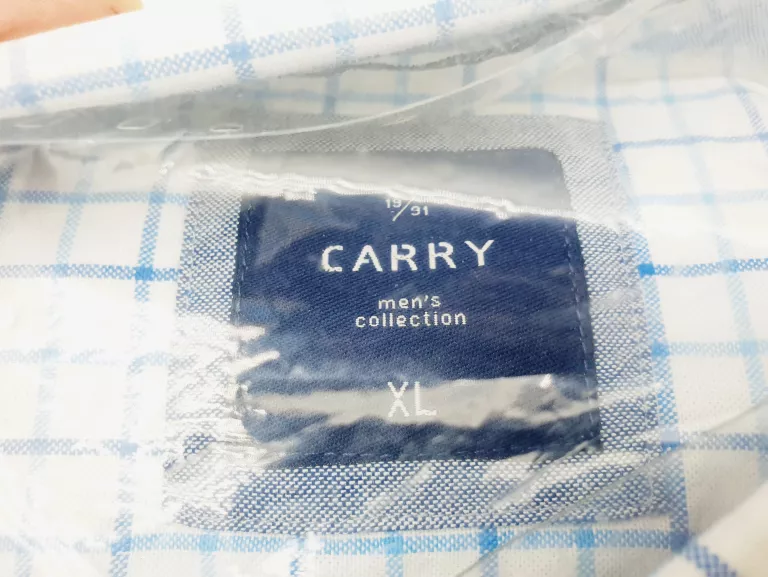 19/91
CARRY
men's
collection
XL